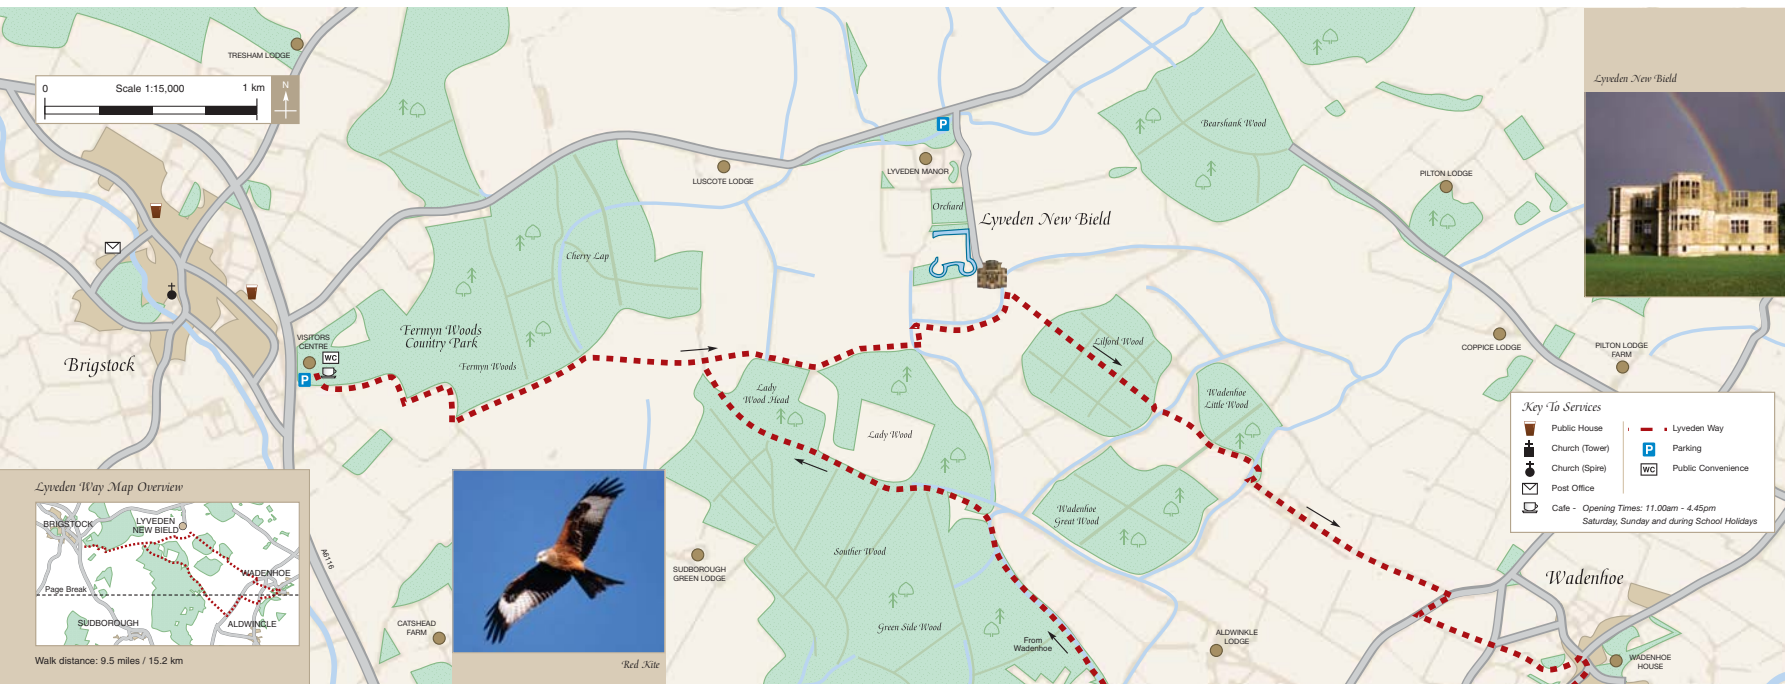 TRESHAM LODGE
0 Scale 1:15,000 1 km
N
P
Bearshank Wood
Lyveden New Bield
LUSCOTE LODGE
LYVEDEN MANOR
PILTON LODGE
Orchard
Lyveden New Bield
Cherry Lap
Fermyn Woods
Country Park
VISITORS
CENTRE
WC
P
Brigstock
Fermyn Woods
Lilford Wood
COPPICE LODGE
PILTON LODGE
FARM
Lady
Wood Head
Wadenhoe
Little Wood
Lady Wood
Key To Services
Public House
Church (Tower)
Church (Spire)
Post Office
Cafe - Opening Times: 11.00am - 4.45pm
Saturday, Sunday and during School Holidays
Lyveden Way
P Parking
WC Public Convenience
Lyveden Way Map Overview
BRIGSTOCK
LYVEDEN
NEW BIELD
WADENHOE
Page Break
SUDBOROUGH
ALDWINCLE
Walk distance: 9.5 miles / 15.2 km
A6116
Wadenhoe
Great Wood
Souther Wood
SUDBOROUGH
GREEN LODGE
Wadenhoe
CATSHEAD
FARM
Green Side Wood
From
Wadenhoe
ALDWINKLE
LODGE
WADENHOE
HOUSE
Red Kite